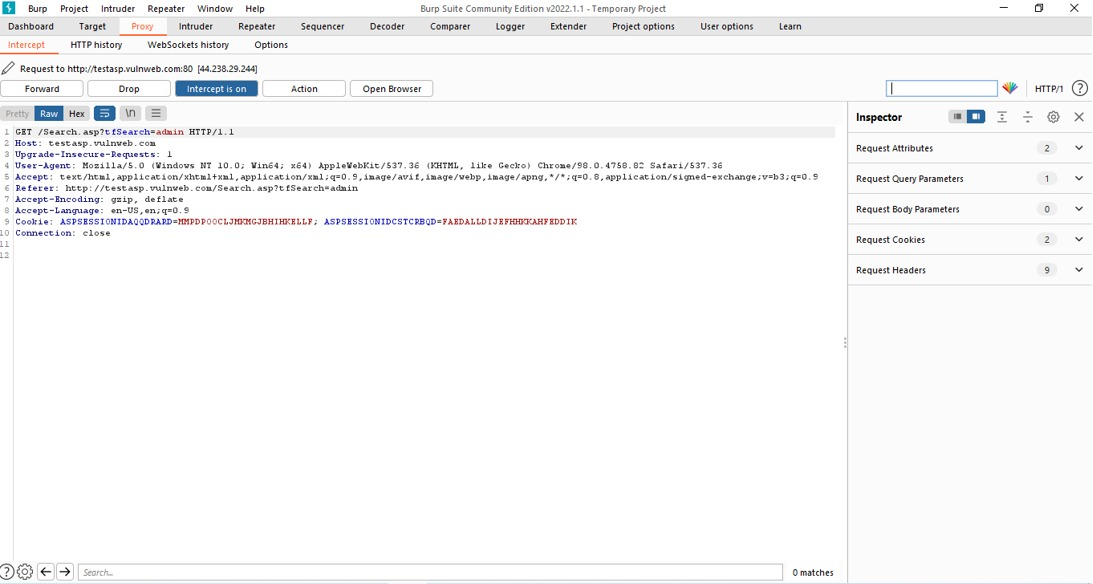 Burp Project Intruder Repeater Window Help
Burp Suite Community Edition v2022.1.1 - Temporary Project
Dashboard Target Proxy Intruder Repeater Sequencer Decoder Comparer Logger Extender Project options User options Learn
Intercept HTTP history WebSockets history Options
Request to http://testasp.vulnweb.com:80 [44.238.29.244]
Forward Drop Intercept is on Action Open Browser HTTP/1 ?
Pretty Raw Hex \n
Inspector
1 GET /Search.asp?tfSearch=admin HTTP/1.1
2 Host: testasp.vulnweb.com
3 Upgrade-Insecure-Requests: 1
4 User-Agent: Mozilla/5.0 (Windows NT 10.0; Win64; x64) AppleWebKit/537.36 (KHTML, like Gecko) Chrome/98.0.4758.82 Safari/537.36
5 Accept: text/html,application/xhtml+xml,application/xml;q=0.9,image/avif,image/webp,image/apng,*/*;q=0.8,application/signed-exchange;v=b3;q=0.9
6 Referer: http://testasp.vulnweb.com/Search.asp?tfSearch=admin
7 Accept-Encoding: gzip, deflate
8 Accept-Language: en-US,en;q=0.9
9 Cookie: ASPSESSIONIDAQQDRARD=MMPDPOOCLJMKMGJBHIHKELLF; ASPSESSIONIDCSTCRBQD=FAEDALLDIJEFHHKKAHFEDDIK
10 Connection: close
11
12
Request Attributes 2
Request Query Parameters 1
Request Body Parameters 0
Request Cookies 2
Request Headers 9
? Search... 0 matches